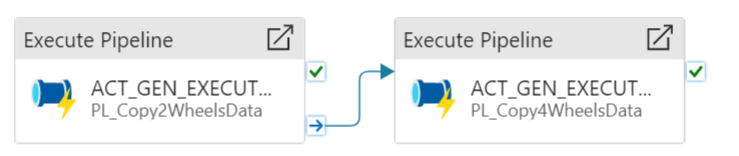 Execute Pipeline
ACT_GEN_EXECUT...
PL_Copy2WheelsData
Execute Pipeline
ACT_GEN_EXECUT...
PL_Copy4WheelsData